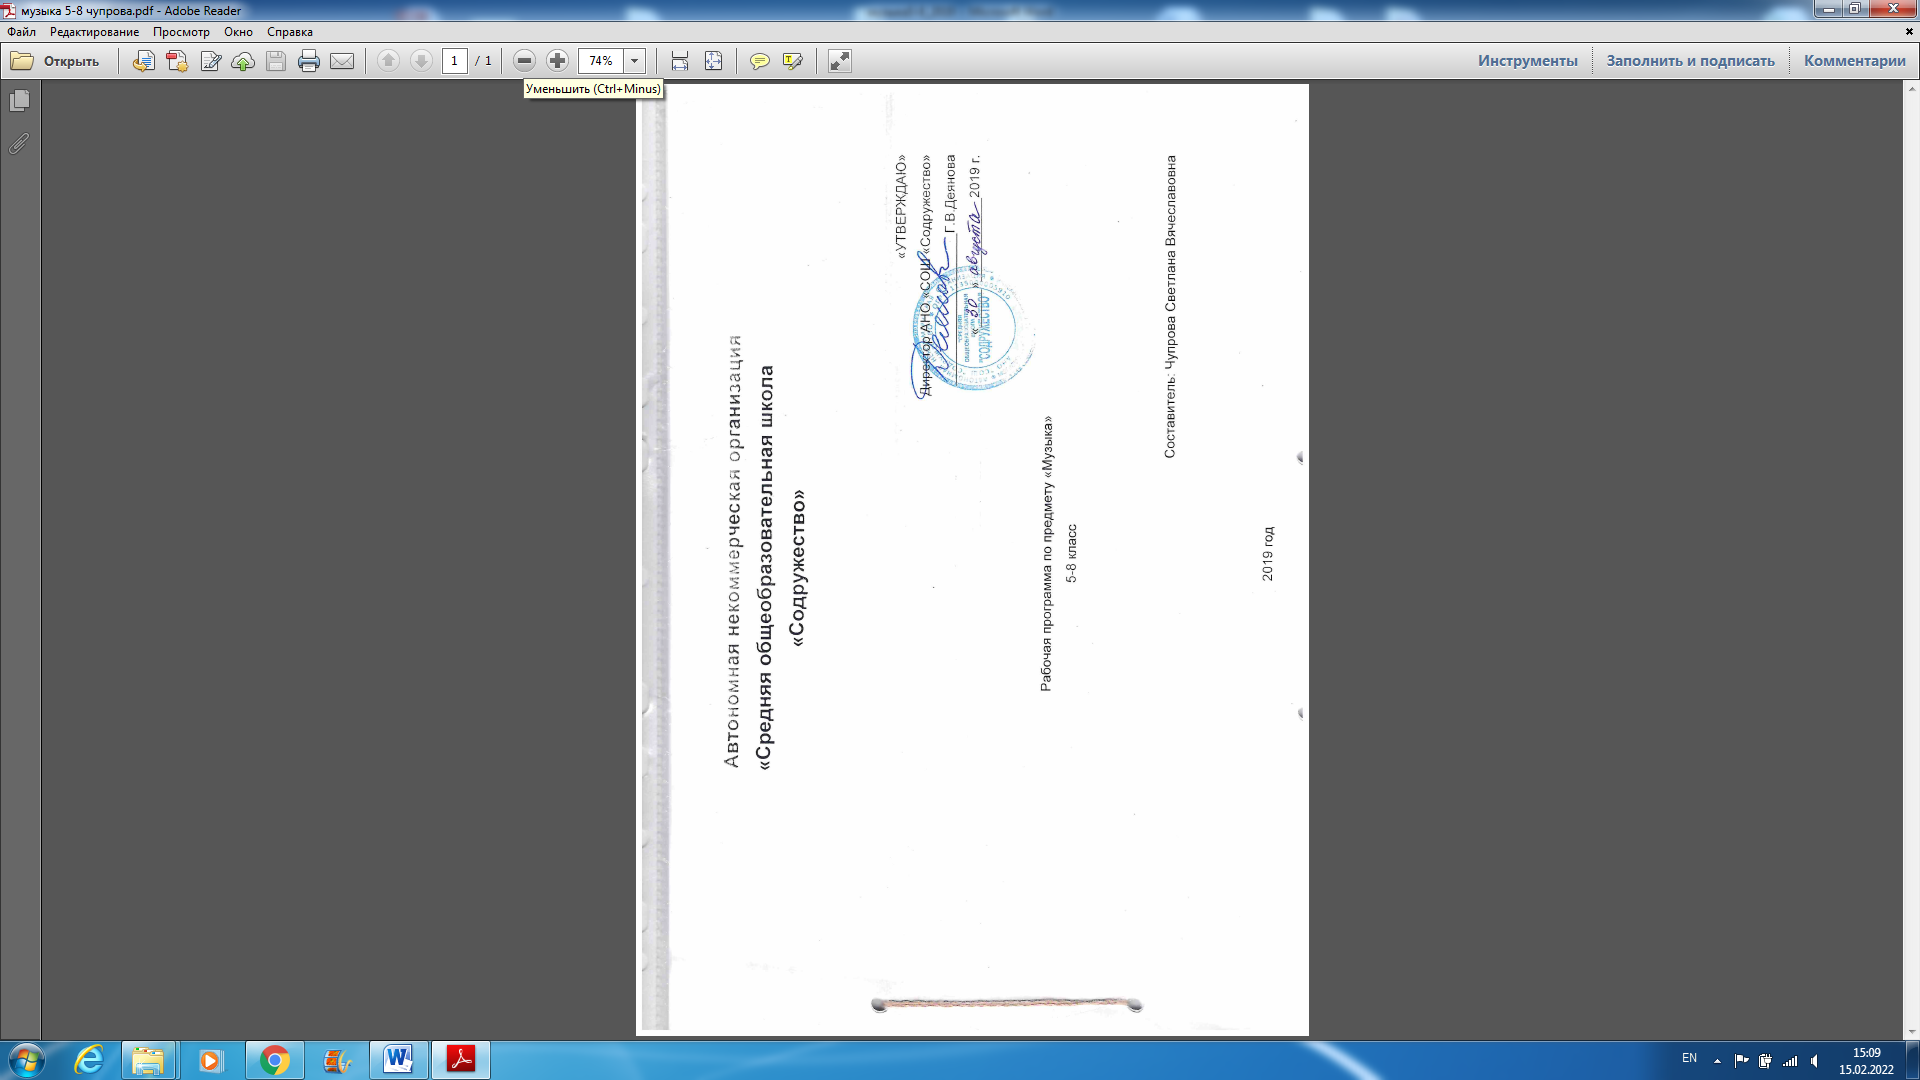 музыка 5-8 чупрова.pdf - Adobe Reader
Файл Редактирование Просмотр Окно Справка
Открыть 1 / 1 74% Инструменты Заполнить и подписать Комментарии
Уменьшить (Ctrl+Minus)
Автономная некоммерческая организация
«Средняя общеобразовательная школа
«Содружество»
«УТВЕРЖДАЮ»
Директор АНО «СОШ «Содружество»
Г.В.Деянова
«30» августа 2019 г.
"СОДРУЖЕСТВО"
Рабочая программа по предмету «Музыка»
5-8 класс
Составитель: Чупрова Светлана Вячеславовна
2019 год
EN
15:09
15.02.2022